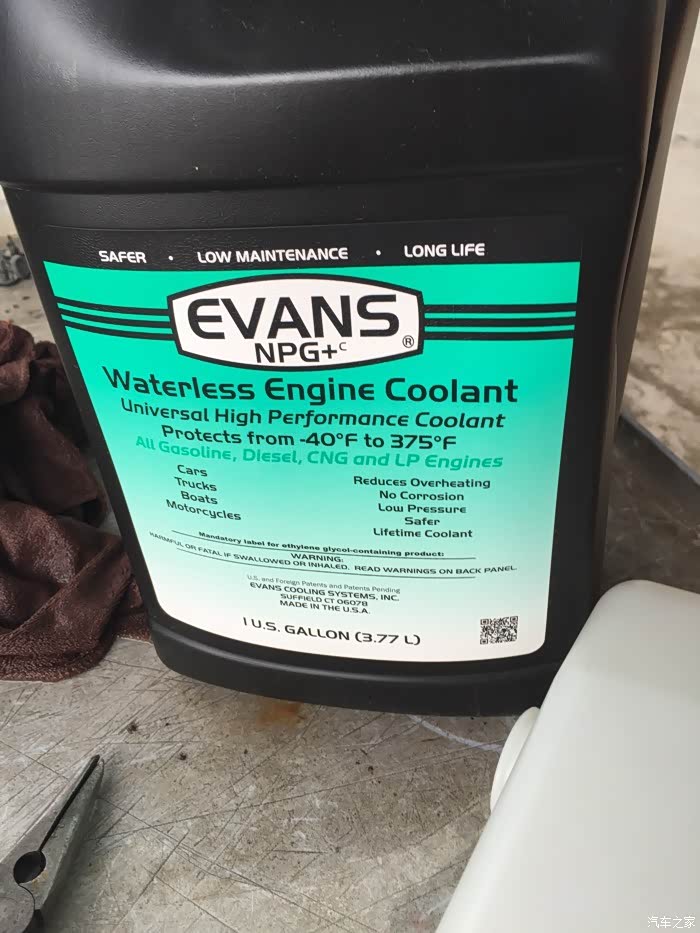 SAFER • LOW MAINTENANCE • LONG LIFE
EVANS
NPG+C ®
Waterless Engine Coolant
Universal High Performance Coolant
Protects from -40°F to 375°F
All Gasoline, Diesel, CNG and LP Engines
Cars
Trucks
Boats
Motorcycles
Reduces Overheating
No Corrosion
Low Pressure
Safer
Lifetime Coolant
Mandatory label for ethylene glycol-containing product:
WARNING:
HARMFUL OR FATAL IF SWALLOWED OR INHALED. READ WARNINGS ON BACK PANEL.
U.S. and Foreign Patents and Patents Pending
EVANS COOLING SYSTEMS, INC.
SUFFIELD CT 06078
MADE IN THE U.S.A.
1 U.S. GALLON (3.77 L)
汽车之家